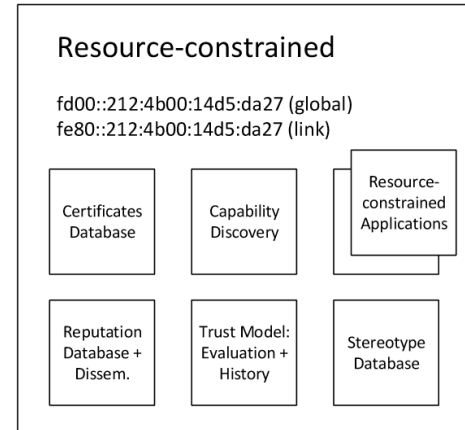 Resource-constrained
fd00::212:4b00:14d5:da27 (global)
fe80::212:4b00:14d5:da27 (link)
Certificates
Database
Capability
Discovery
Resource-
constrained
Applications
Reputation
Database +
Dissem.
Trust Model:
Evaluation +
History
Stereotype
Database